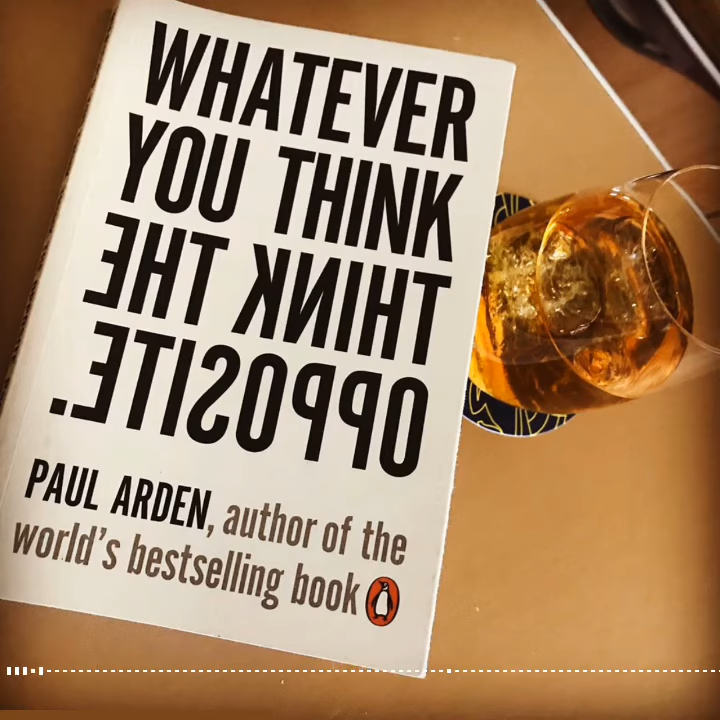 WHATEVER
YOU THINK
THINK THE
OPPOSITE.
PAUL ARDEN, author of the
world's bestselling book